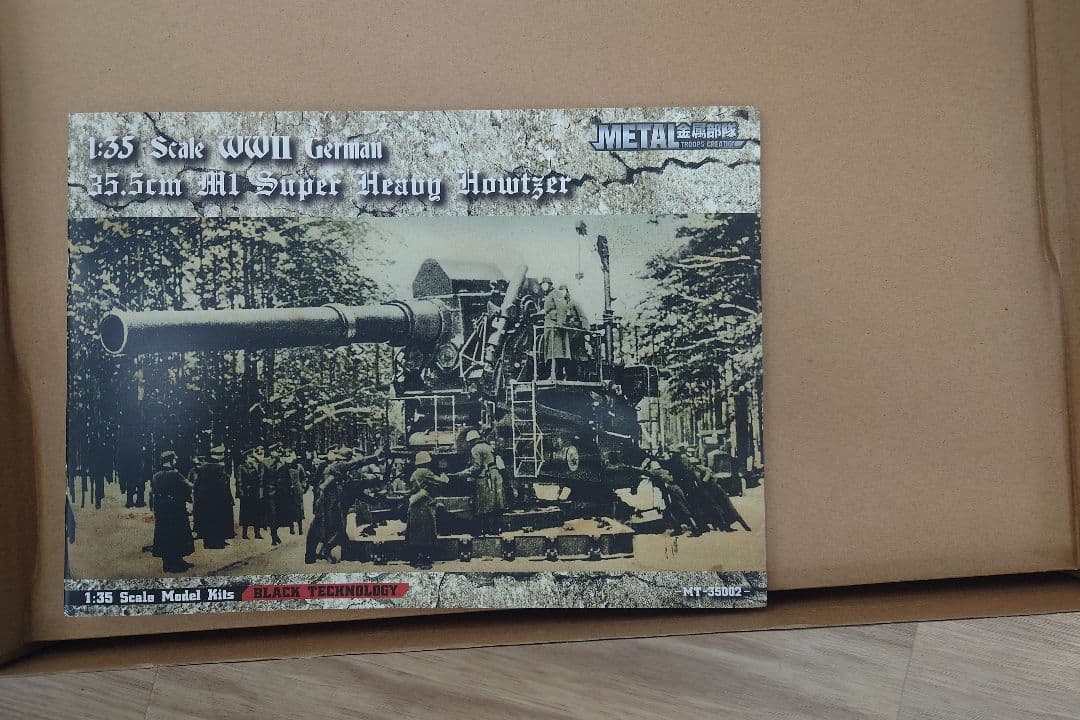 1:35 Scale WWII German
35.5cm M1 Super Heavy Howtzer
METAL 金属部隊
TROOPS CREATION
1:35 Scale Model Kits BLACK TECHNOLOGY
MT-35002-